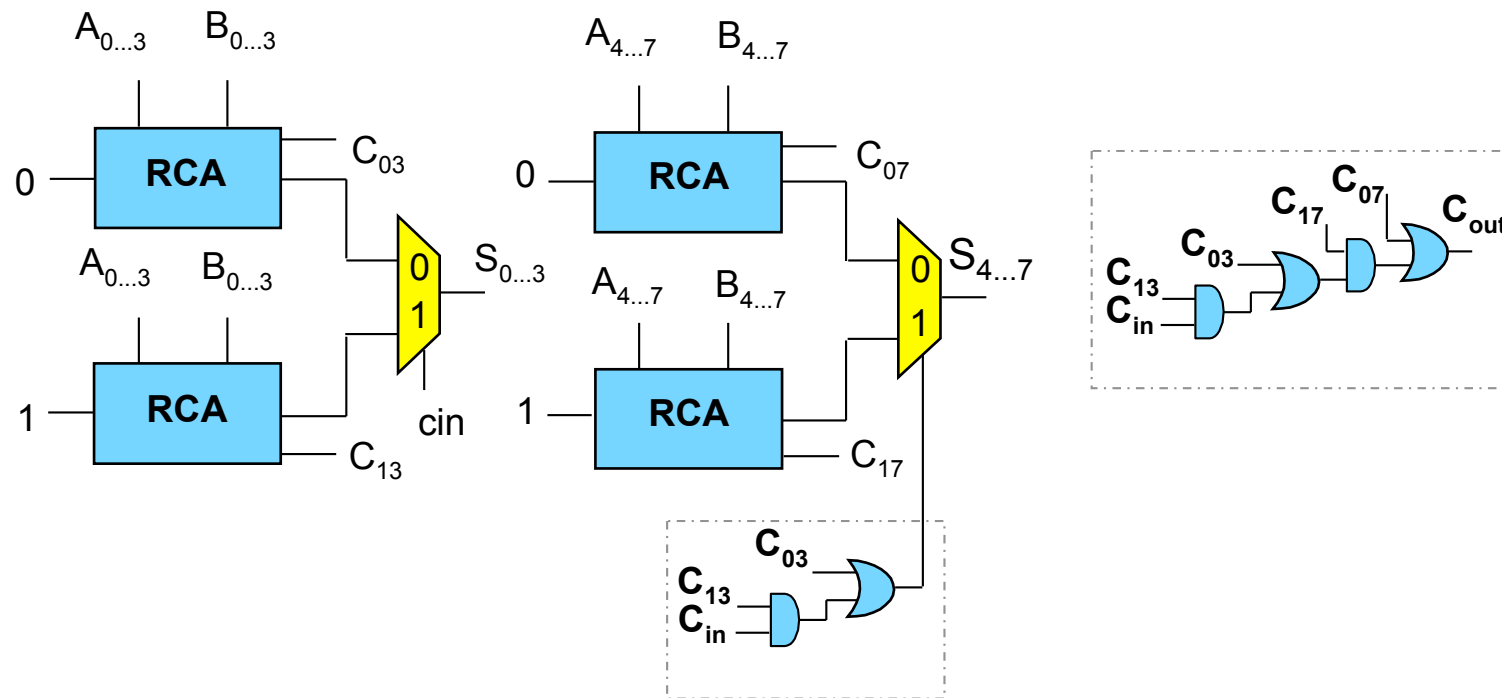 A0...3 B0...3
0 RCA C03
A0...3 B0...3
0
1
S0...3
1 RCA cin
C13
A4...7 B4...7
0 RCA C07
A4...7 B4...7
0
1
S4...7
1 RCA
C17
C03
C13
Cin
C07
C17 Cout
C03
C13
Cin